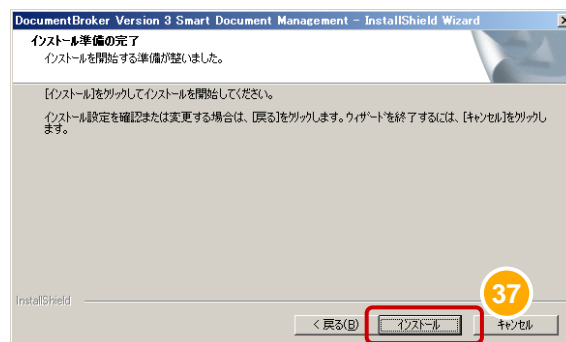 DocumentBroker Version 3 Smart Document Management - InstallShield Wizard
インストール準備の完了
インストールを開始する準備が整いました。
[インストール]をクリックしてインストールを開始してください。
インストール設定を確認または変更する場合は、[戻る]をクリックします。ウィザードを終了するには、[キャンセル]をクリックし
ます。
InstallShield
37
< 戻る(B)
インストール
キャンセル